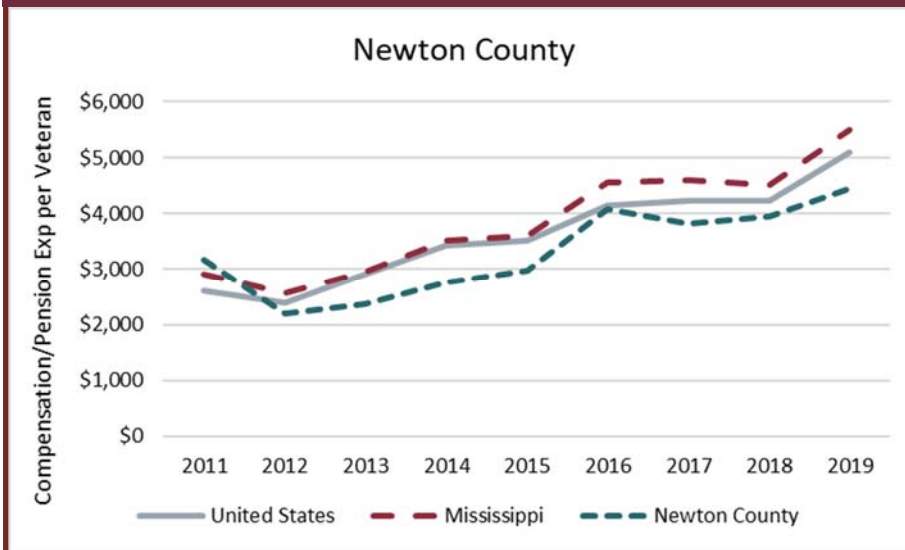 Newton County
Compensation/Pension Exp per Veteran
$6,000
$5,000
$4,000
$3,000
$2,000
$1,000
$0
2011 2012 2013 2014 2015 2016 2017 2018 2019
United States Mississippi Newton County